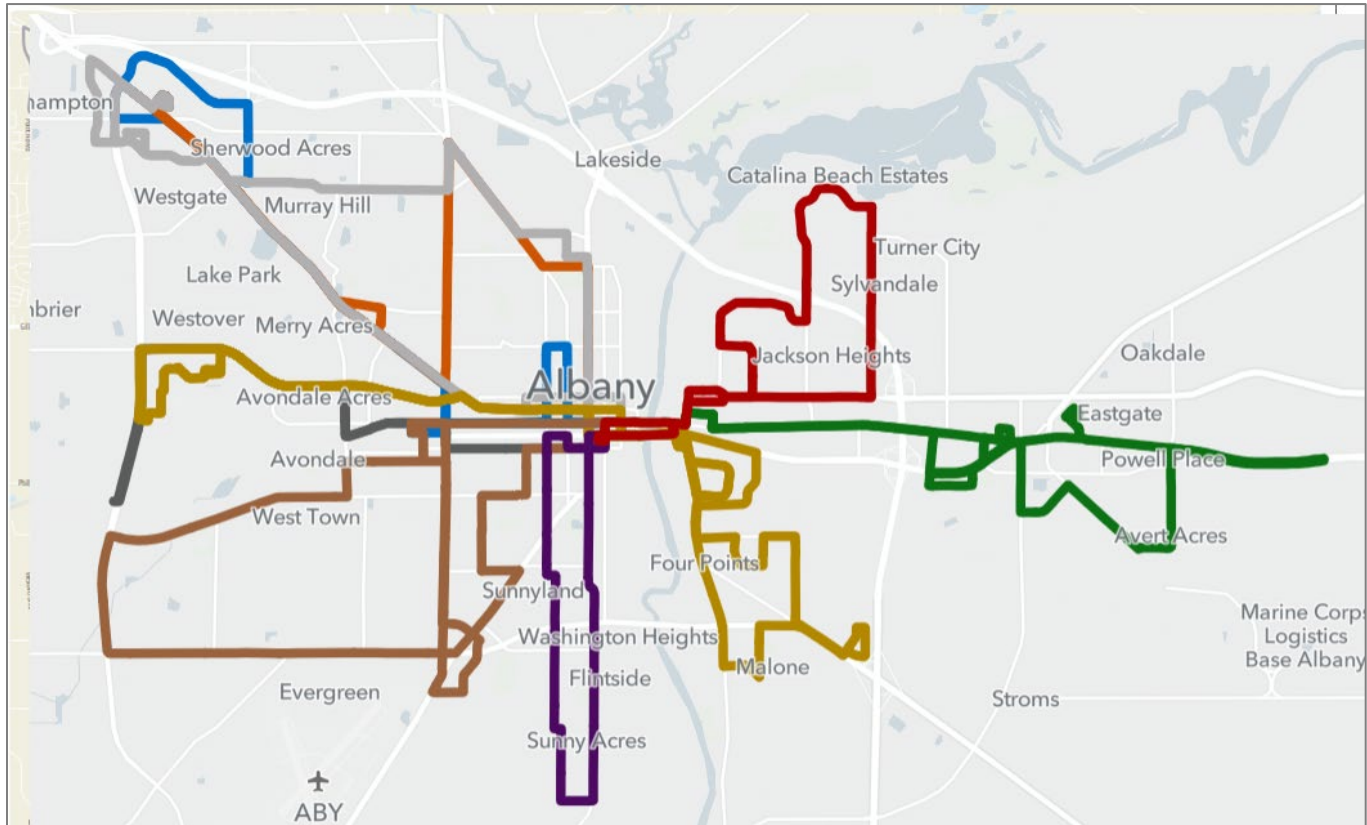 hampton
Sherwood Acres
Lakeside
Catalina Beach Estates
Westgate
Murray Hill
Turner City
Lake Park
Sylvandale
nbrier
Westover
Merry Acres
Jackson Heights
Oakdale
Albany
Avondale Acres
Eastgate
Avondale
Powell Place
West Town
Avert Acres
Four Points
Sunnyland
Marine Corps
Logistics
Base Albany
Washington Heights
Malone
Flintside
Evergreen
Stroms
Sunny Acres
ABY